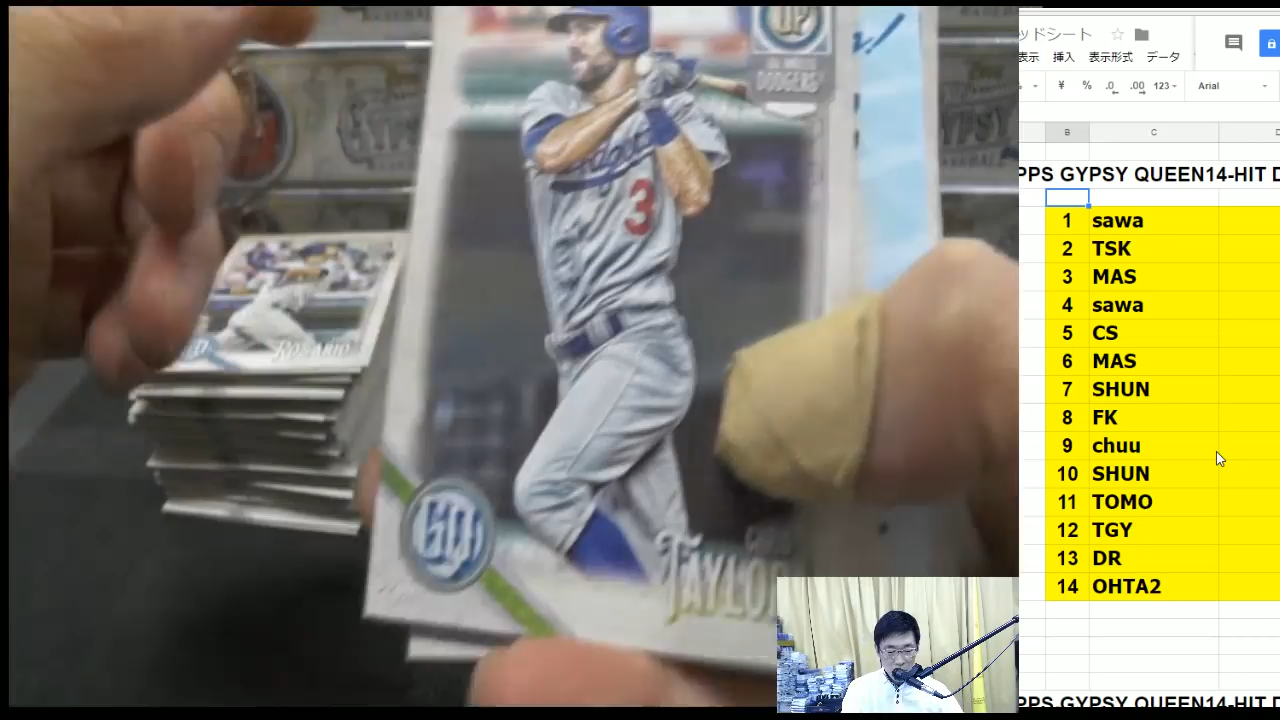 DODGERS
3
GQ
TAYLOR
ROSARIO
GYPSY
ッドシート
表示 挿入 表示形式 データ
¥ % .0 .00 123 Arial
B C
PPS GYPSY QUEEN14-HIT D
1 sawa
2 TSK
3 MAS
4 sawa
5 CS
6 MAS
7 SHUN
8 FK
9 chuu
10 SHUN
11 TOMO
12 TGY
13 DR
14 OHTA2
PPS GYPSY QUEEN14-HIT D